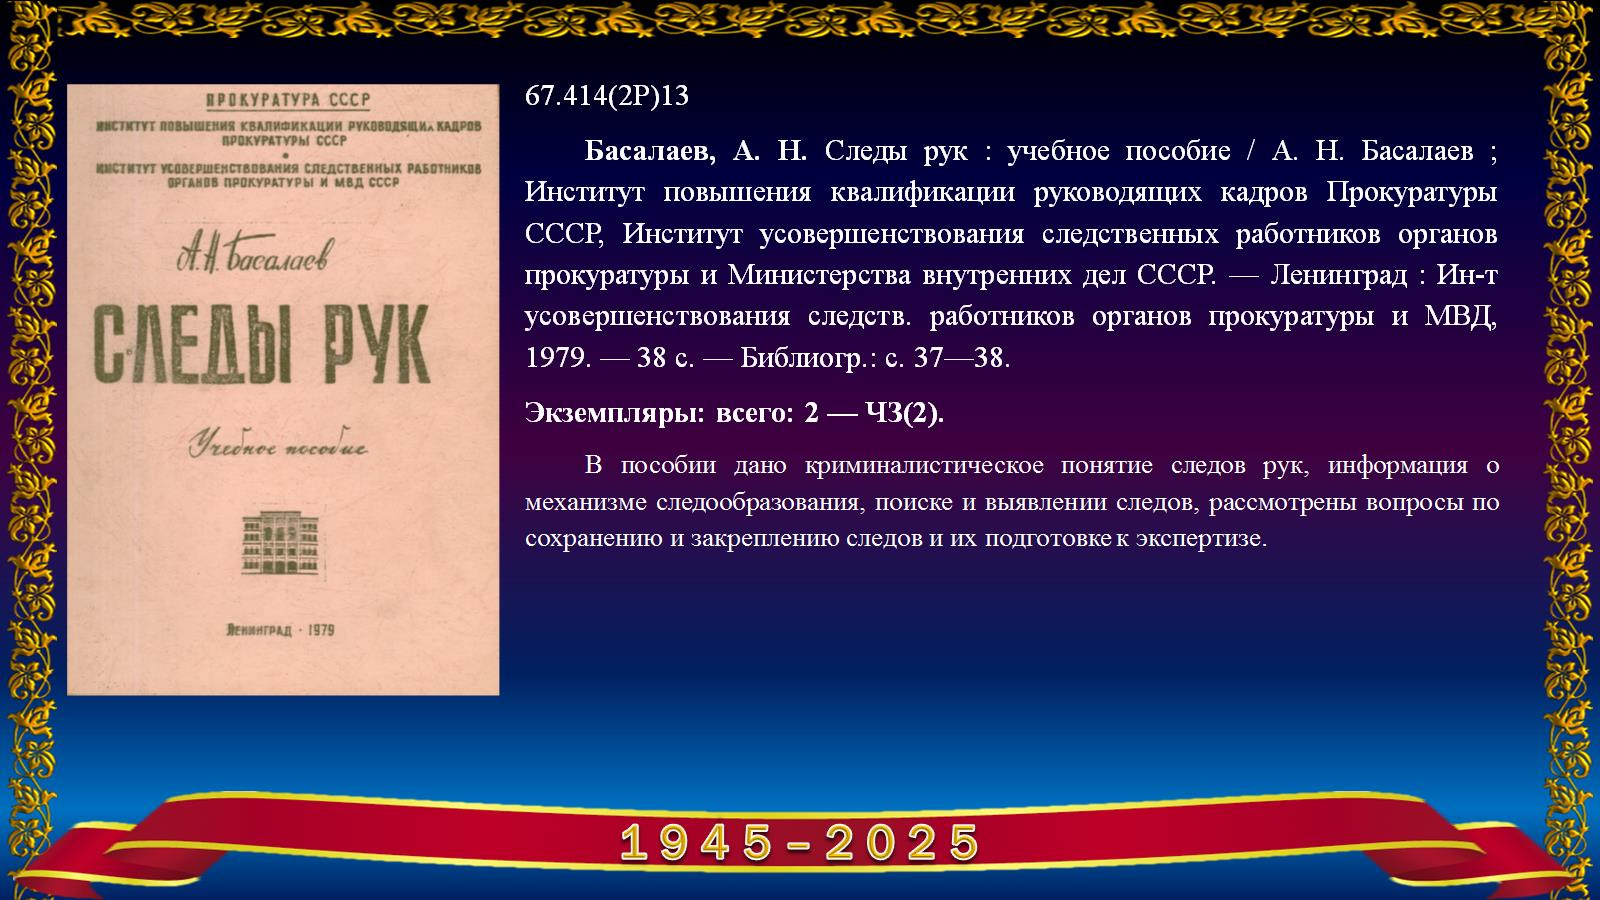 ПРОКУРАТУРА СССР
ИНСТИТУТ ПОВЫШЕНИЯ КВАЛИФИКАЦИИ РУКОВОДЯЩИХ КАДРОВ
ПРОКУРАТУРЫ СССР
ИНСТИТУТ УСОВЕРШЕНСТВОВАНИЯ СЛЕДСТВЕННЫХ РАБОТНИКОВ
ОРГАНОВ ПРОКУРАТУРЫ И МВД СССР
А.Н. Басалаев
СЛЕДЫ РУК
Учебное пособие
ЛЕНИНГРАД · 1979
67.414(2Р)13
Басалаев, А. Н. Следы рук : учебное пособие / А. Н. Басалаев ;
Институт повышения квалификации руководящих кадров Прокуратуры
СССР, Институт усовершенствования следственных работников органов
прокуратуры и Министерства внутренних дел СССР. — Ленинград : Ин-т
усовершенствования следств. работников органов прокуратуры и МВД,
1979. — 38 с. — Библиогр.: с. 37—38.
Экземпляры: всего: 2 — ЧЗ(2).
В пособии дано криминалистическое понятие следов рук, информация о
механизме следообразования, поиске и выявлении следов, рассмотрены вопросы по
сохранению и закреплению следов и их подготовке к экспертизе.
1945–2025